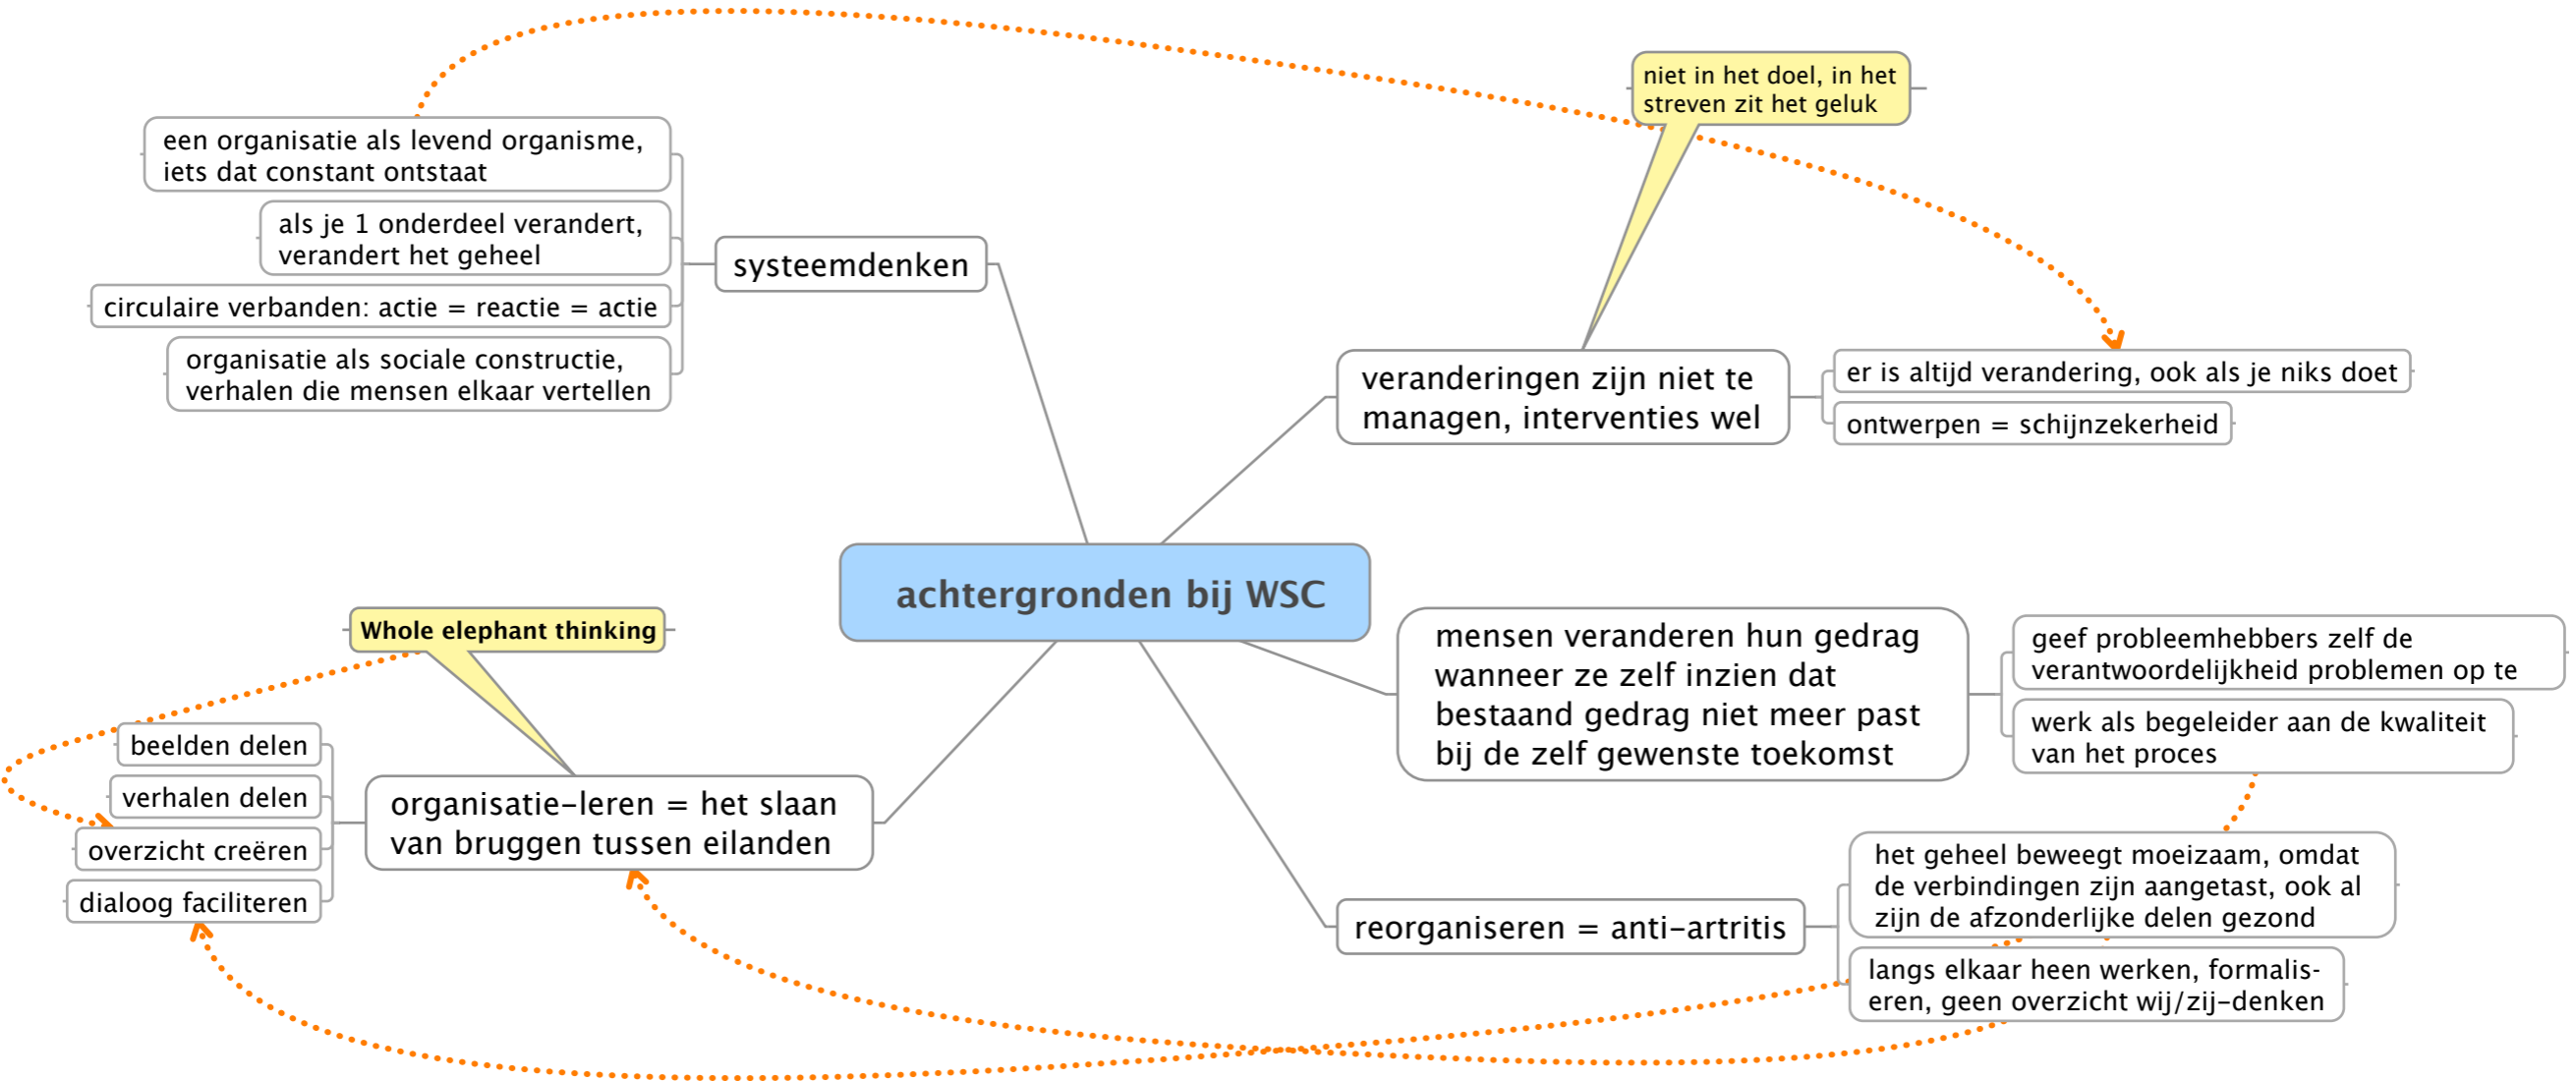 achtergronden bij WSC
systeemdenken
een organisatie als levend organisme,
iets dat constant ontstaat
als je 1 onderdeel verandert,
verandert het geheel
circulaire verbanden: actie = reactie = actie
organisatie als sociale constructie,
verhalen die mensen elkaar vertellen
niet in het doel, in het
streven zit het geluk
veranderingen zijn niet te
managen, interventies wel
er is altijd verandering, ook als je niks doet
ontwerpen = schijnzekerheid
mensen veranderen hun gedrag
wanneer ze zelf inzien dat
bestaand gedrag niet meer past
bij de zelf gewenste toekomst
geef probleemhebbers zelf de
verantwoordelijkheid problemen op te
werk als begeleider aan de kwaliteit
van het proces
reorganiseren = anti-artritis
het geheel beweegt moeizaam, omdat
de verbindingen zijn aangetast, ook al
zijn de afzonderlijke delen gezond
langs elkaar heen werken, formalis-
eren, geen overzicht wij/zij-denken
Whole elephant thinking
organisatie-leren = het slaan
van bruggen tussen eilanden
beelden delen
verhalen delen
overzicht creëren
dialoog faciliteren